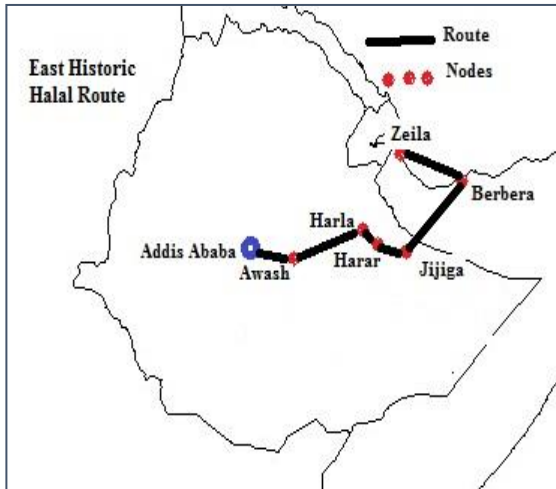 East Historic
Halal Route
Route
Nodes
Zeila
Berbera
Harla
Addis Ababa
Awash
Harar
Jijiga